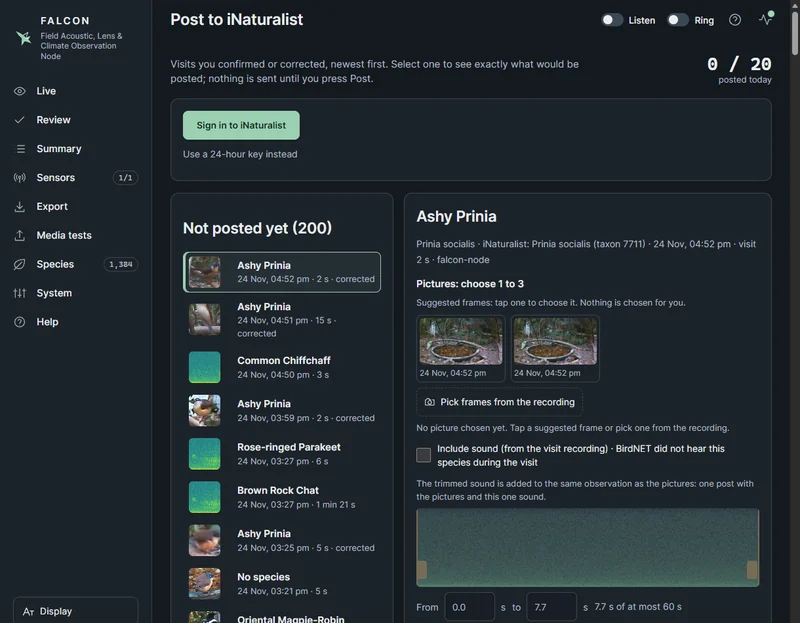 FALCON
Field Acoustic, Lens &
Climate Observation
Node
Live
Review
Summary
Sensors 1/1
Export
Media tests
Species 1,384
System
Help
Display
Post to iNaturalist
Listen
Ring
Visits you confirmed or corrected, newest first. Select one to see exactly what would be
posted; nothing is sent until you press Post.
0 / 20
posted today
Sign in to iNaturalist
Use a 24-hour key instead
Not posted yet (200)
Ashy Prinia
24 Nov, 04:52 pm · 2 s · corrected
Ashy Prinia
24 Nov, 04:51 pm · 15 s ·
corrected
Common Chiffchaff
24 Nov, 04:50 pm · 3 s
Ashy Prinia
24 Nov, 03:59 pm · 2 s · corrected
Rose-ringed Parakeet
24 Nov, 03:27 pm · 6 s
Brown Rock Chat
24 Nov, 03:27 pm · 1 min 21 s
Ashy Prinia
24 Nov, 03:25 pm · 5 s · corrected
No species
24 Nov, 03:21 pm · 5 s
Oriental Magpie-Robin
Ashy Prinia
Prinia socialis · iNaturalist: Prinia socialis (taxon 7711) · 24 Nov, 04:52 pm · visit
2 s · falcon-node
Pictures: choose 1 to 3
Suggested frames: tap one to choose it. Nothing is chosen for you.
24 Nov, 04:52 pm
24 Nov, 04:52 pm
Pick frames from the recording
No picture chosen yet. Tap a suggested frame or pick one from the recording.
Include sound (from the visit recording) · BirdNET did not hear this
species during the visit
The trimmed sound is added to the same observation as the pictures: one post with
the pictures and this one sound.
From 0.0 s to 7.7 s 7.7 s of at most 60 s